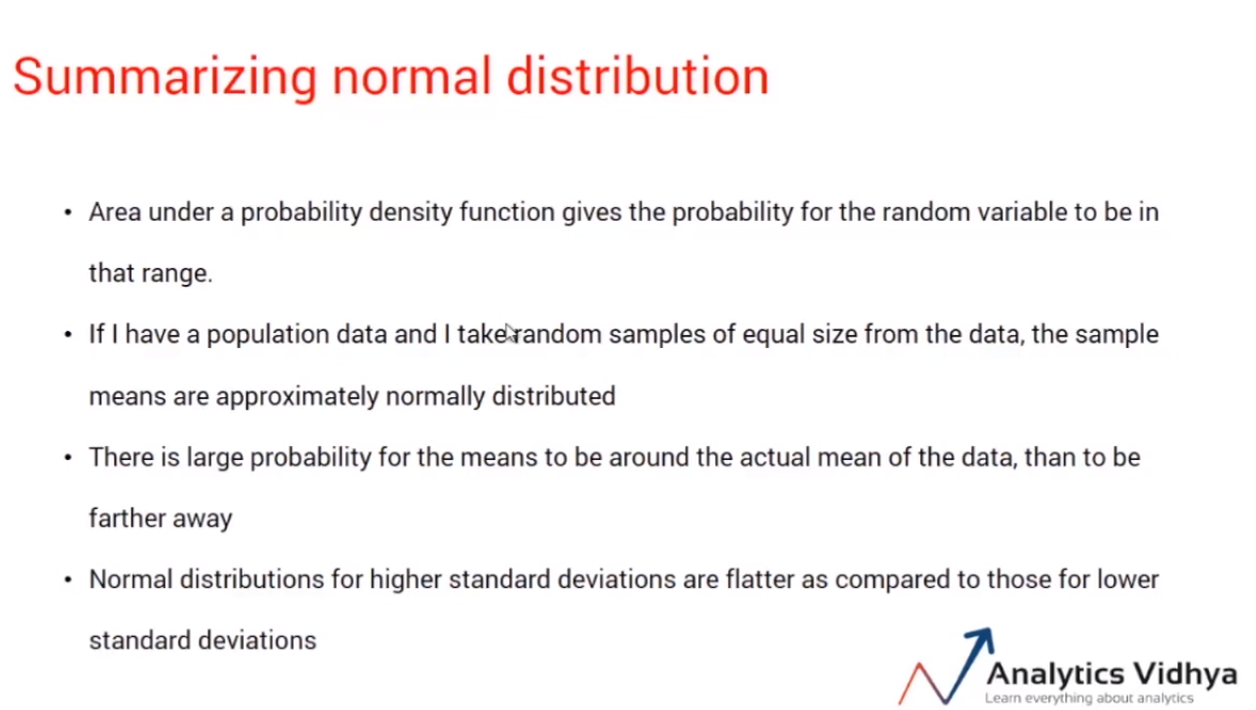 Summarizing normal distribution
• Area under a probability density function gives the probability for the random variable to be in
that range.
• If I have a population data and I take random samples of equal size from the data, the sample
means are approximately normally distributed
• There is large probability for the means to be around the actual mean of the data, than to be
farther away
• Normal distributions for higher standard deviations are flatter as compared to those for lower
standard deviations
Analytics Vidhya
Learn everything about analytics